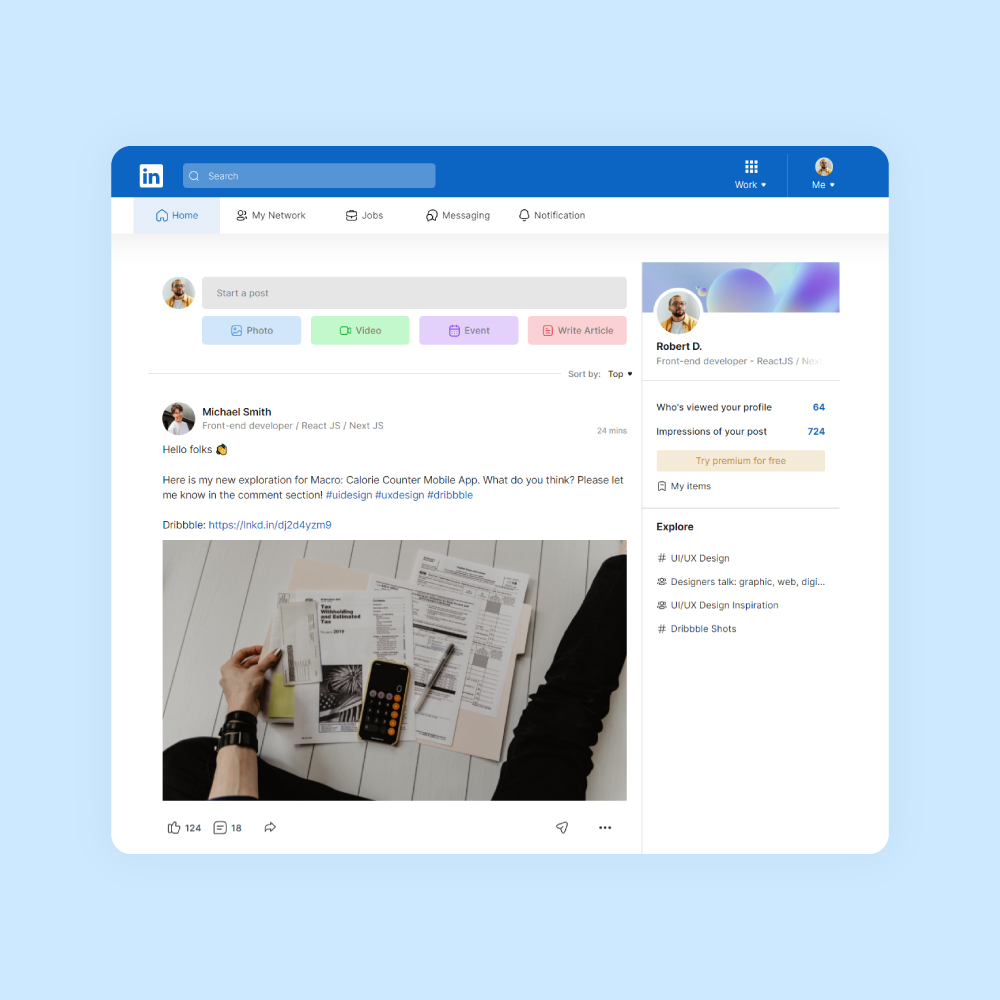 in
Search
Work
Me
Home
My Network
Jobs
Messaging
Notification
Start a post
Photo
Video
Event
Write Article
Sort by: Top
Michael Smith
Front-end developer / React JS / Next JS
24 mins
Hello folks 👏
Here is my new exploration for Macro: Calorie Counter Mobile App. What do you think? Please let
me know in the comment section! #uidesign #uxdesign #dribbble
Dribbble: https://lnkd.in/dj2d4yzm9
Tax
Withholding
and Estimated
Tax
2019
0
124
18
Robert D.
Front-end developer - ReactJS / Next
Who's viewed your profile
64
Impressions of your post
724
Try premium for free
My items
Explore
# UI/UX Design
Designers talk: graphic, web, digi...
UI/UX Design Inspiration
# Dribbble Shots